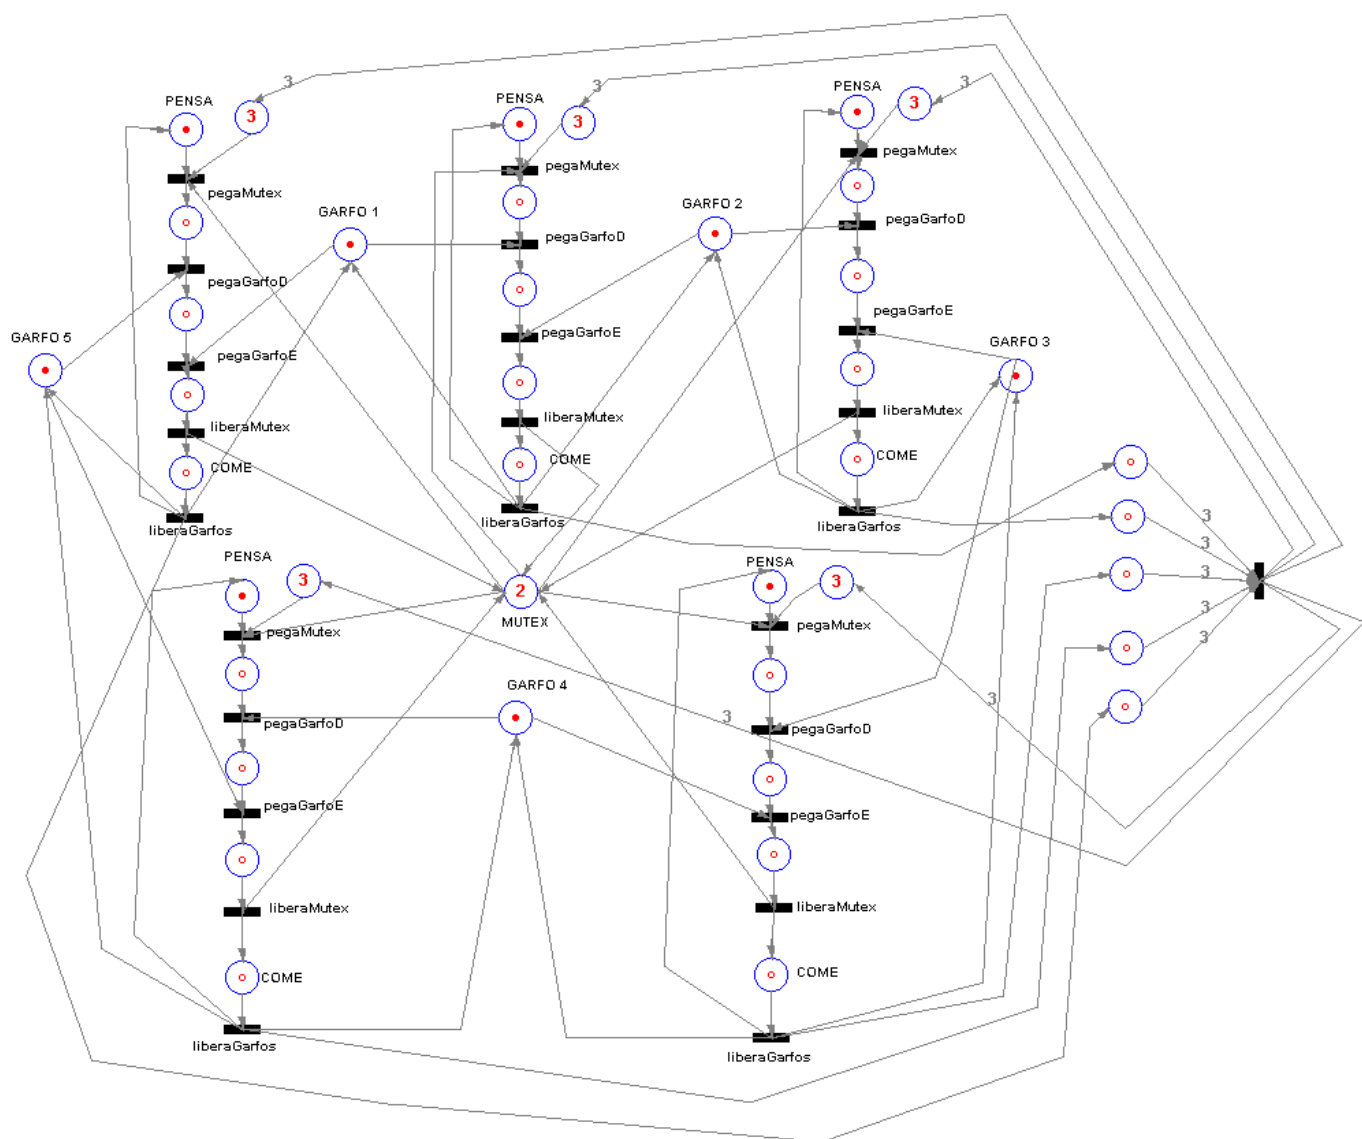 3
3
3
PENSA
PENSA
PENSA
3
3
3
pegaMutex
pegaMutex
pegaMutex
GARFO 1
GARFO 2
pegaGarfoD
pegaGarfoD
pegaGarfoD
pegaGarfoE
pegaGarfoE
pegaGarfoE
GARFO 5
GARFO 3
liberaMutex
liberaMutex
liberaMutex
COME
COME
COME
liberaGarfos
liberaGarfos
liberaGarfos
3
3
3
3
3
PENSA
3
2
MUTEX
PENSA
3
pegaMutex
pegaMutex
GARFO 4
3
3
pegaGarfoD
pegaGarfoD
pegaGarfoE
pegaGarfoE
liberaMutex
liberaMutex
COME
COME
liberaGarfos
liberaGarfos